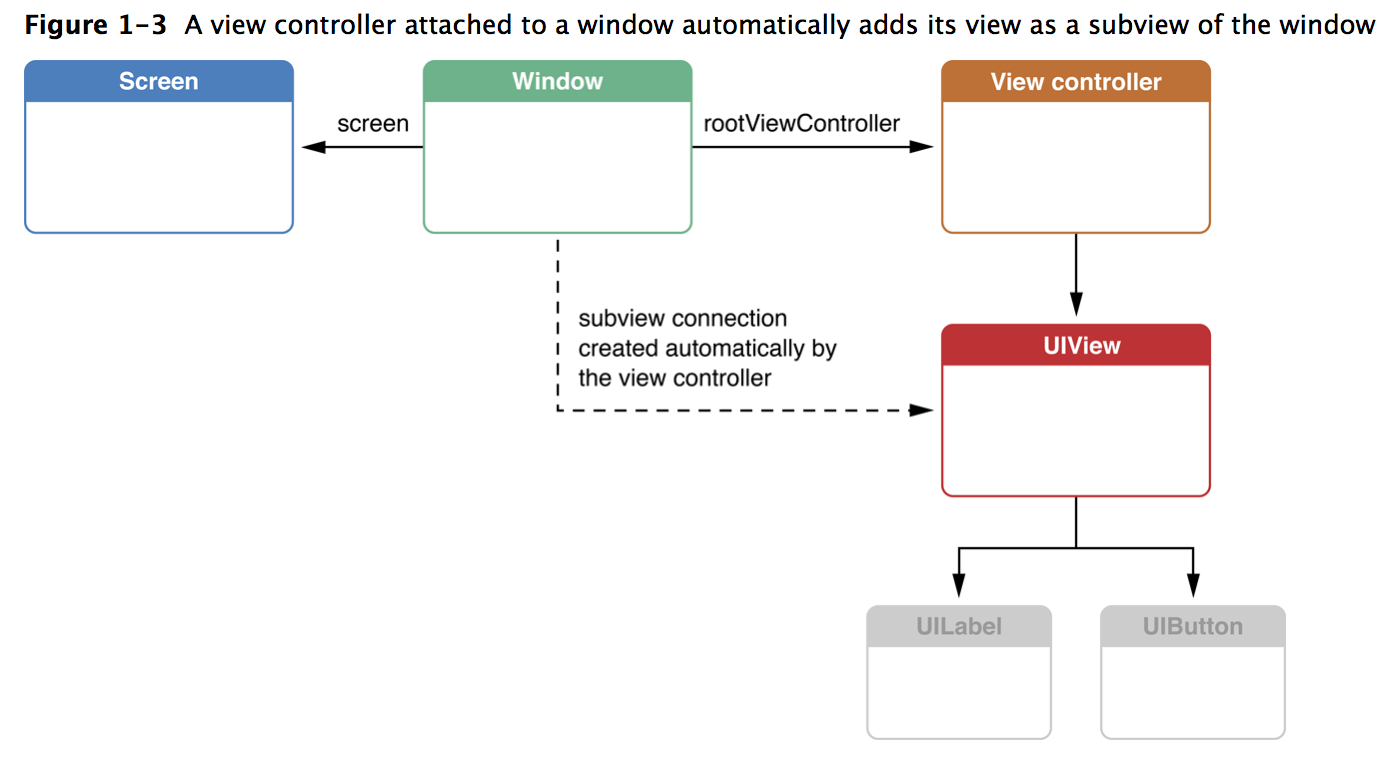 Figure 1-3 A view controller attached to a window automatically adds its view as a subview of the window
Screen
Window
View controller
screen
rootViewController
subview connection
created automatically by
the view controller
UIView
UILabel
UIButton